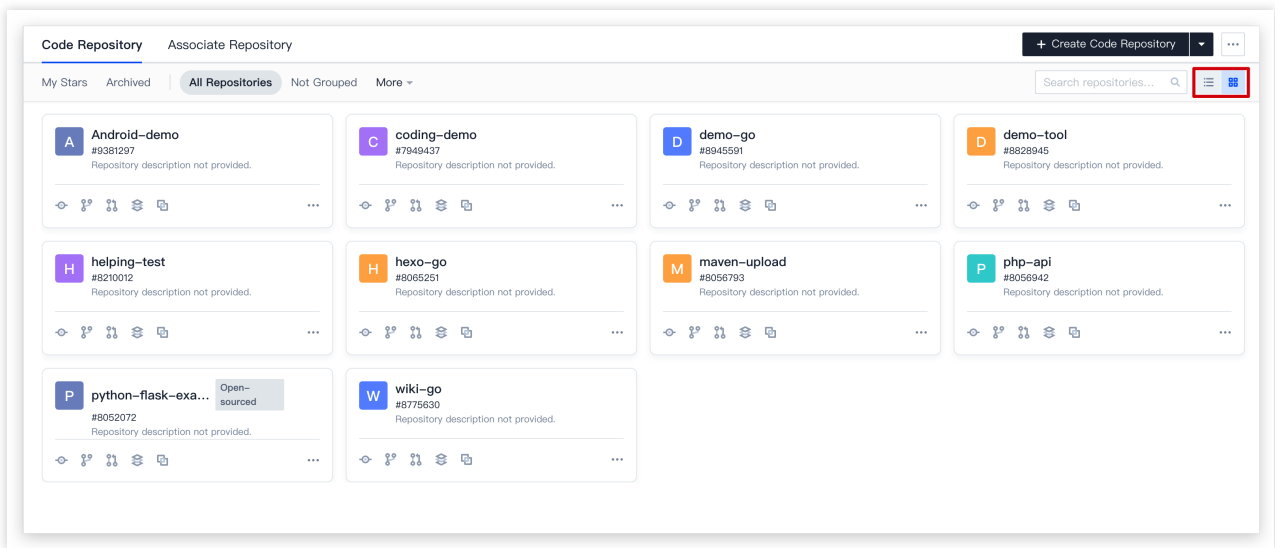 Code Repository Associate Repository + Create Code Repository
My Stars Archived All Repositories Not Grouped More Search repositories...
A Android-demo
#9381297
Repository description not provided.
C coding-demo
#7949437
Repository description not provided.
D demo-go
#8945591
Repository description not provided.
D demo-tool
#8828945
Repository description not provided.
H helping-test
#8210012
Repository description not provided.
H hexo-go
#8065251
Repository description not provided.
M maven-upload
#8056793
Repository description not provided.
P php-api
#8056942
Repository description not provided.
P python-flask-exa... Open-
sourced
#8052072
Repository description not provided.
W wiki-go
#8775630
Repository description not provided.